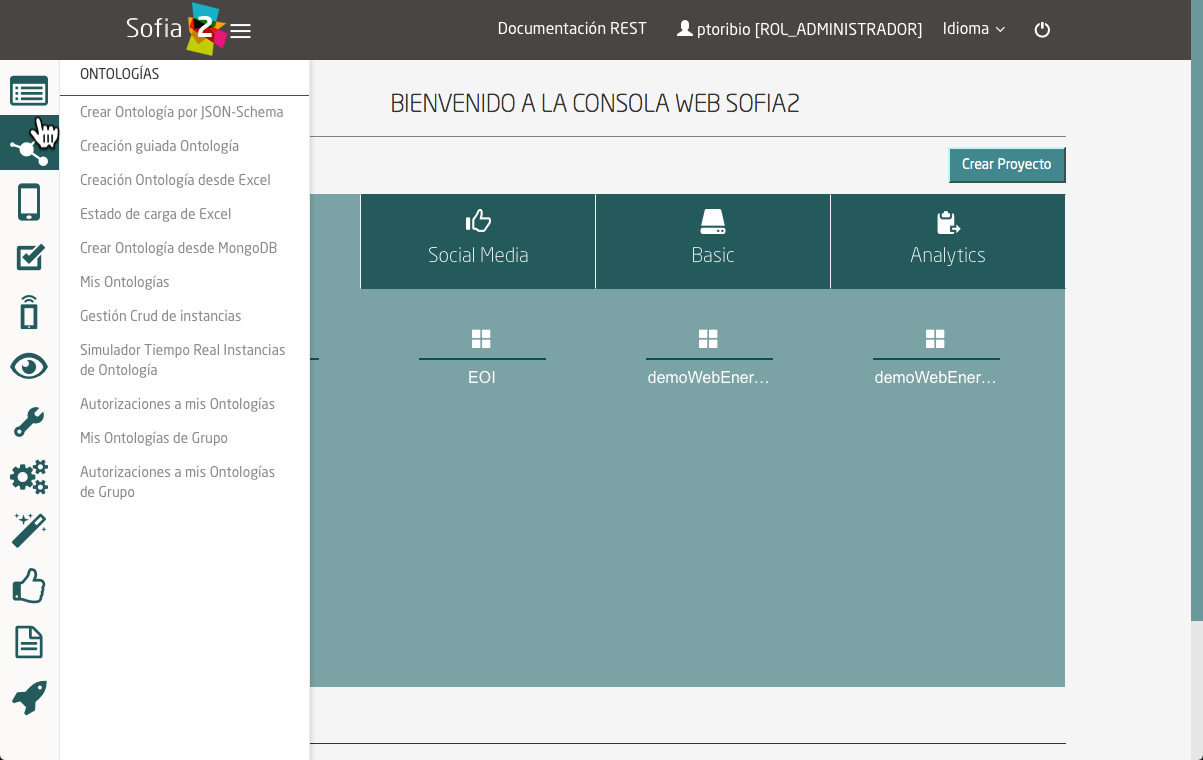 Sofia 2
Documentación REST
ptoribio [ROL_ADMINISTRADOR]
Idioma
ONTOLOGÍAS
Crear Ontología por JSON-Schema
Creación guiada Ontología
Creación Ontología desde Excel
Estado de carga de Excel
Crear Ontología desde MongoDB
Mis Ontologías
Gestión Crud de instancias
Simulador Tiempo Real Instancias
de Ontología
Autorizaciones a mis Ontologías
Mis Ontologías de Grupo
Autorizaciones a mis Ontologías
de Grupo
BIENVENIDO A LA CONSOLA WEB SOFIA2
Crear Proyecto
Social Media
Basic
Analytics
EOI
demoWebEner...
demoWebEner...